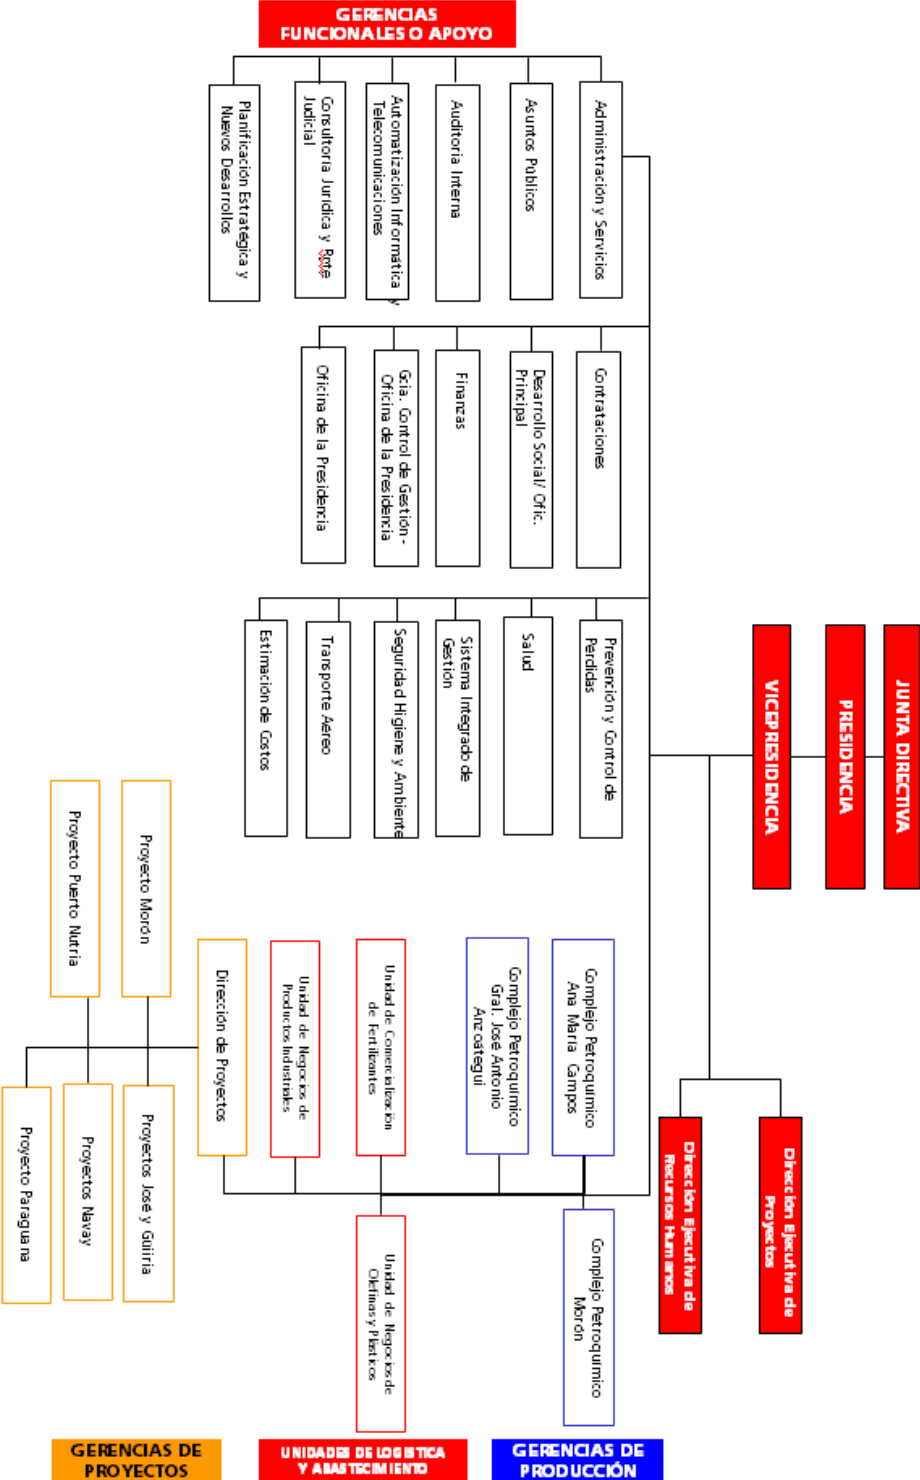 JUNTA DIRECTIVA
PRESIDENCIA
VICEPRESIDENCIA
Dirección Ejecutiva de
Proyectos
Dirección Ejecutiva de
Recursos Humanos
GERENCIAS
FUNCIONALES O APOYO
Administración y Servicios
Asuntos Públicos
Auditoria Interna
Automatización Informática y
Telecomunicaciones
Consultoría Jurídica y Rpte
Judicial
Planificación Estratégica y
Nuevos Desarrollos
Contrataciones
Desarrollo Social/ Ofic.
Principal
Finanzas
Gcia. Control de Gestión -
Oficina de la Presidencia
Oficina de la Presidencia
Prevención y Control de
Perdidas
Salud
Sistema Integrado de
Gestión
Seguridad Higiene y Ambiente
Transporte Aéreo
Estimación de Costos
Complejo Petroquímico
Ana María Campos
Complejo Petroquímico
Gral. José Antonio
Anzoátegui
Complejo Petroquímico
Morón
Unidad de Comercialización
de Fertilizantes
Unidad de Negocios de
Productos Industriales
Unidad de Negocios de
Olefinas y Plásticos
Dirección de Proyectos
Proyecto Morón
Proyecto Puerto Nutria
Proyectos José y Güiria
Proyectos Navay
Proyecto Paraguana
GERENCIAS DE
PROYECTOS
UNIDADES DE LOGISTICA
Y ABASTECIMIENTO
GERENCIAS DE
PRODUCCIÓN